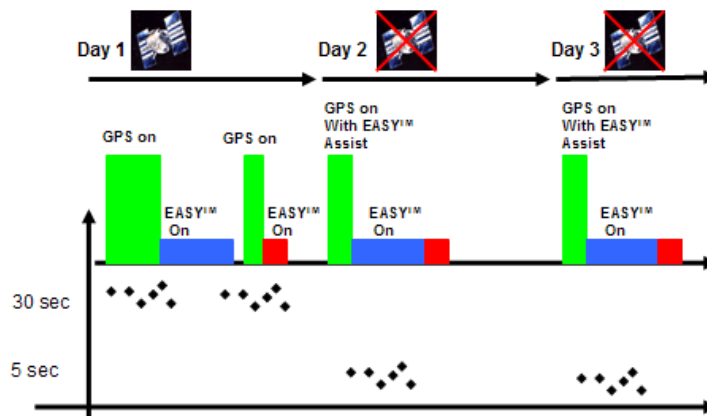 Day 1
Day 2
Day 3
GPS on
GPS on
GPS on
With EASY™
Assist
GPS on
With EASY™
Assist
EASY™
On
EASY™
On
EASY™
On
EASY™
On
30 sec
5 sec